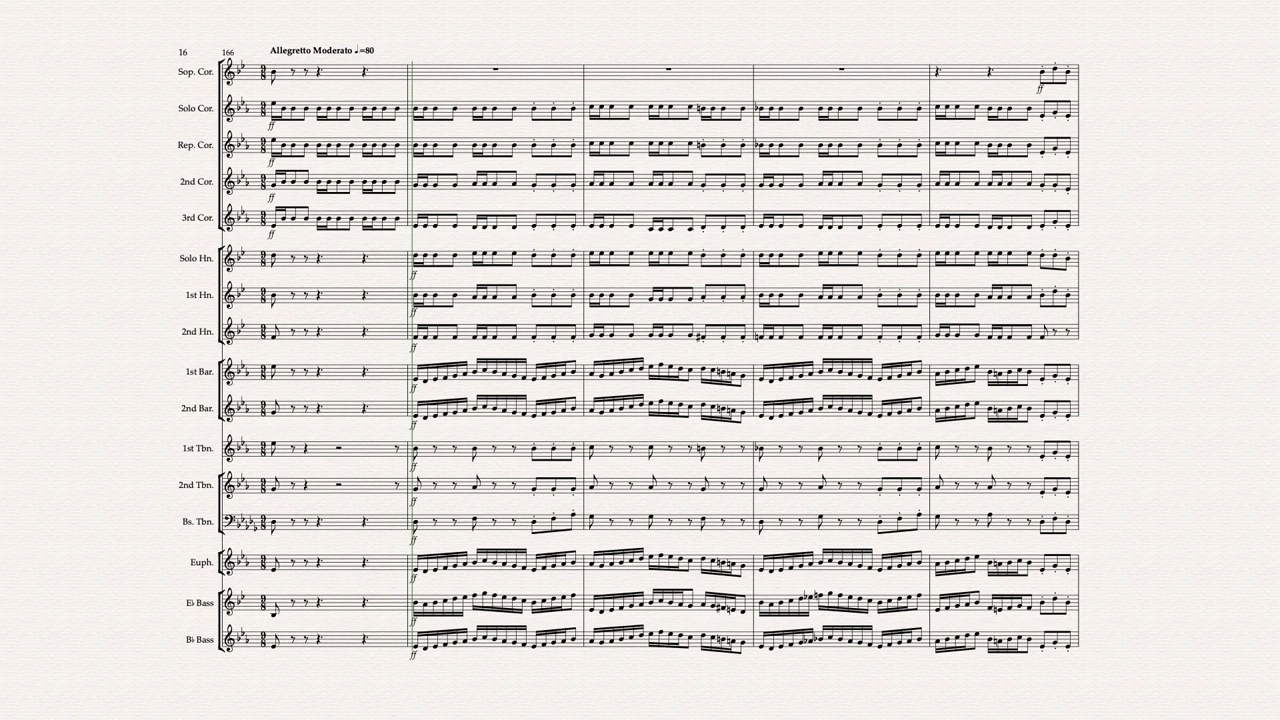 16 166 Allegretto Moderato ♩=80
Sop. Cor.
ff
Solo Cor.
ff
Rep. Cor.
ff
2nd Cor.
ff
3rd Cor.
ff
Solo Hn.
ff
1st Hn.
ff
2nd Hn.
ff
1st Bar.
ff
2nd Bar.
ff
1st Tbn.
ff
2nd Tbn.
ff
Bs. Tbn.
ff
Euph.
ff
E♭ Bass
ff
B♭ Bass
ff